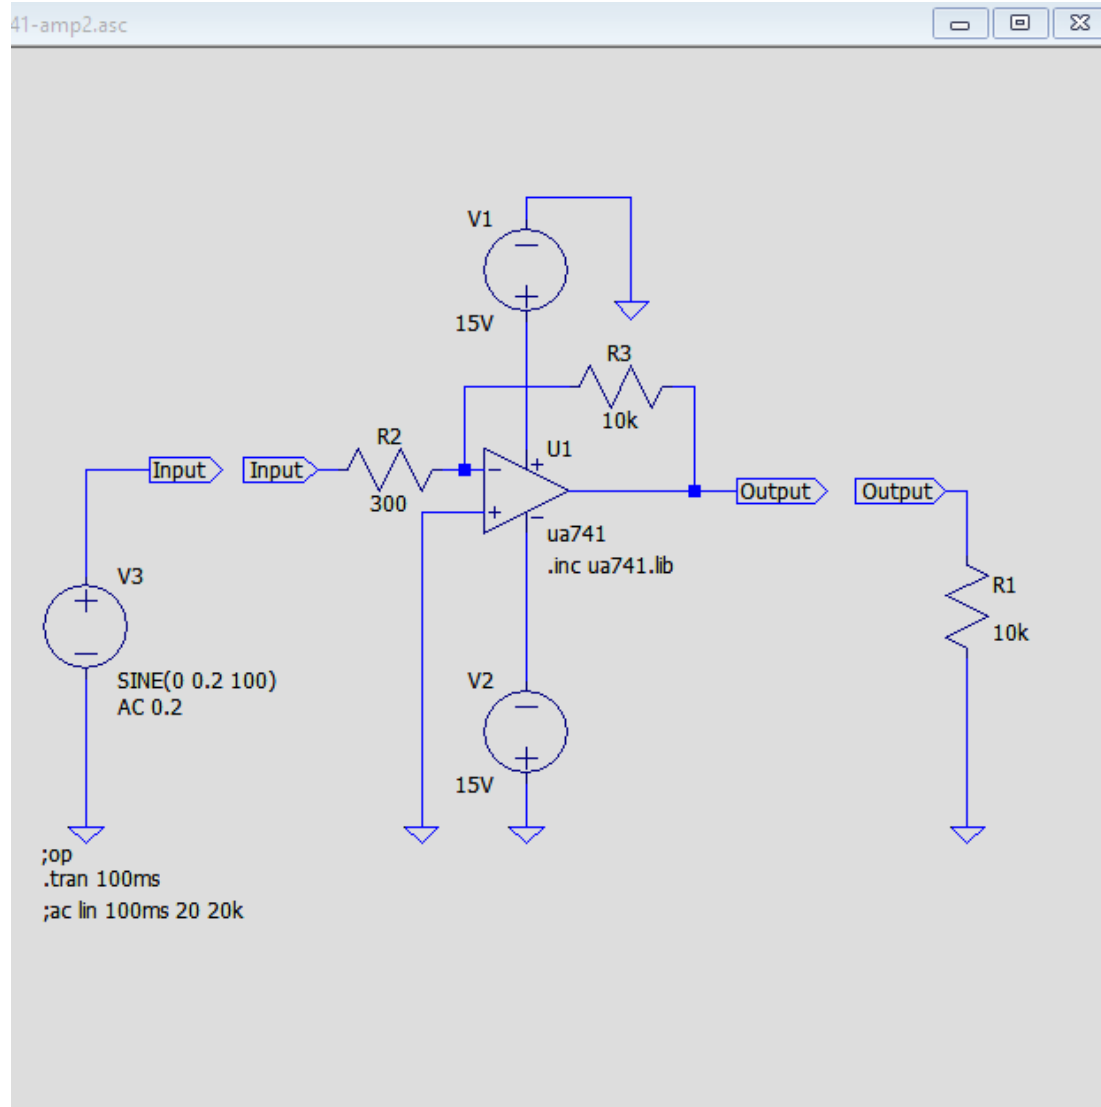 41-amp2.asc
V1
15V
R3
10k
R2
300
U1
Input
Input
Output
Output
ua741
.inc ua741.lib
V3
R1
10k
SINE(0 0.2 100)
AC 0.2
V2
15V
;op
.tran 100ms
;ac lin 100ms 20 20k